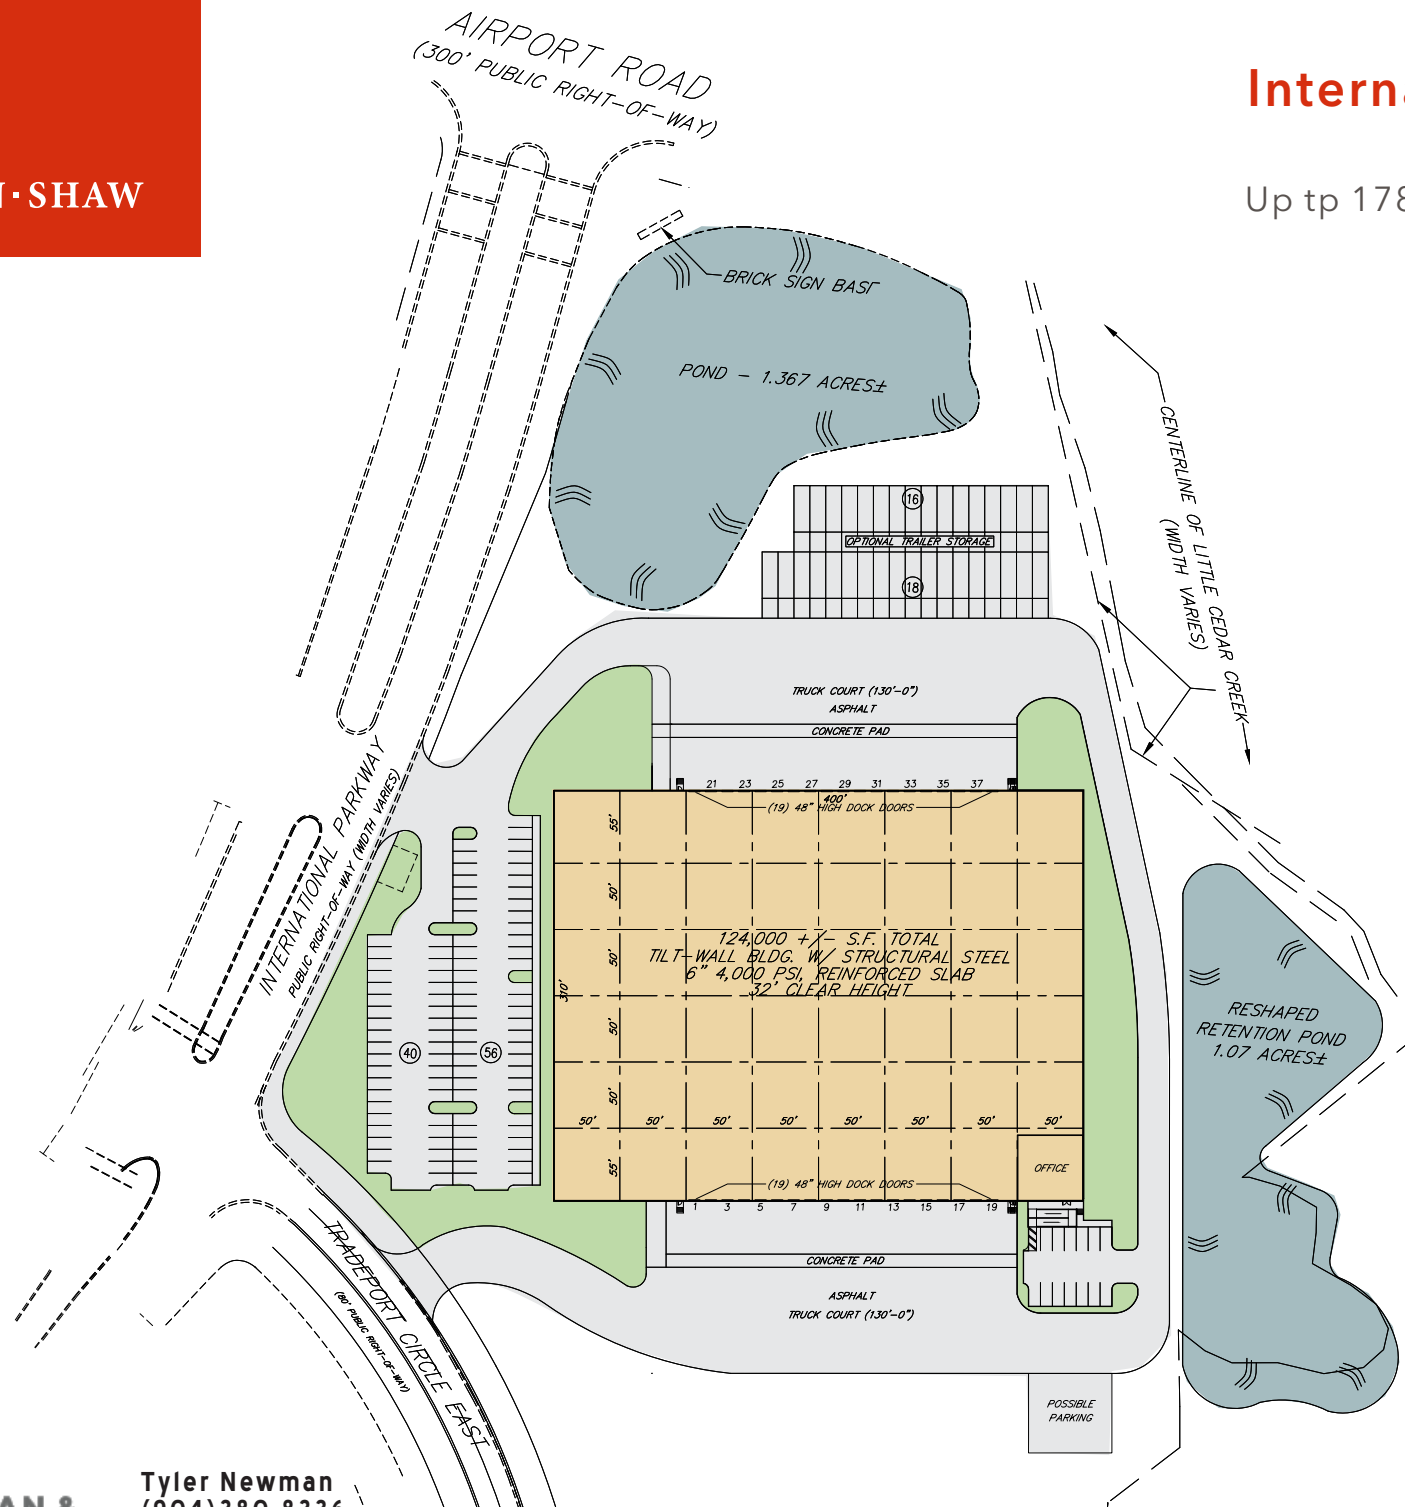 AIRPORT ROAD
(300' PUBLIC RIGHT-OF-WAY)
SHAW
Up tp 178
BRICK SIGN BASE
POND - 1.367 ACRES±
CENTERLINE OF LITTLE CEDAR CREEK
(WIDTH VARIES)
16
OPTIONAL TRAILER STORAGE
18
TRUCK COURT (130'-0")
ASPHALT
CONCRETE PAD
21 23 25 27 29 31 33 35 37
400'
(19) 48" HIGH DOCK DOORS
INTERNATIONAL PARKWAY
PUBLIC RIGHT-OF-WAY (WIDTH VARIES)
55'
50'
50'
50'
50'
55'
310'
124,000 +/- S.F. TOTAL
TILT-WALL BLDG. W/ STRUCTURAL STEEL
6" 4,000 PSI, REINFORCED SLAB
32' CLEAR HEIGHT
40
56
RESHAPED
RETENTION POND
1.07 ACRES±
50' 50' 50' 50' 50' 50' 50' 50'
OFFICE
(19) 48" HIGH DOCK DOORS
1 3 5 7 9 11 13 15 17 19
CONCRETE PAD
ASPHALT
TRUCK COURT (130'-0")
TRADEPORT CIRCLE EAST
(80' PUBLIC RIGHT-OF-WAY)
POSSIBLE
PARKING
Tyler Newman